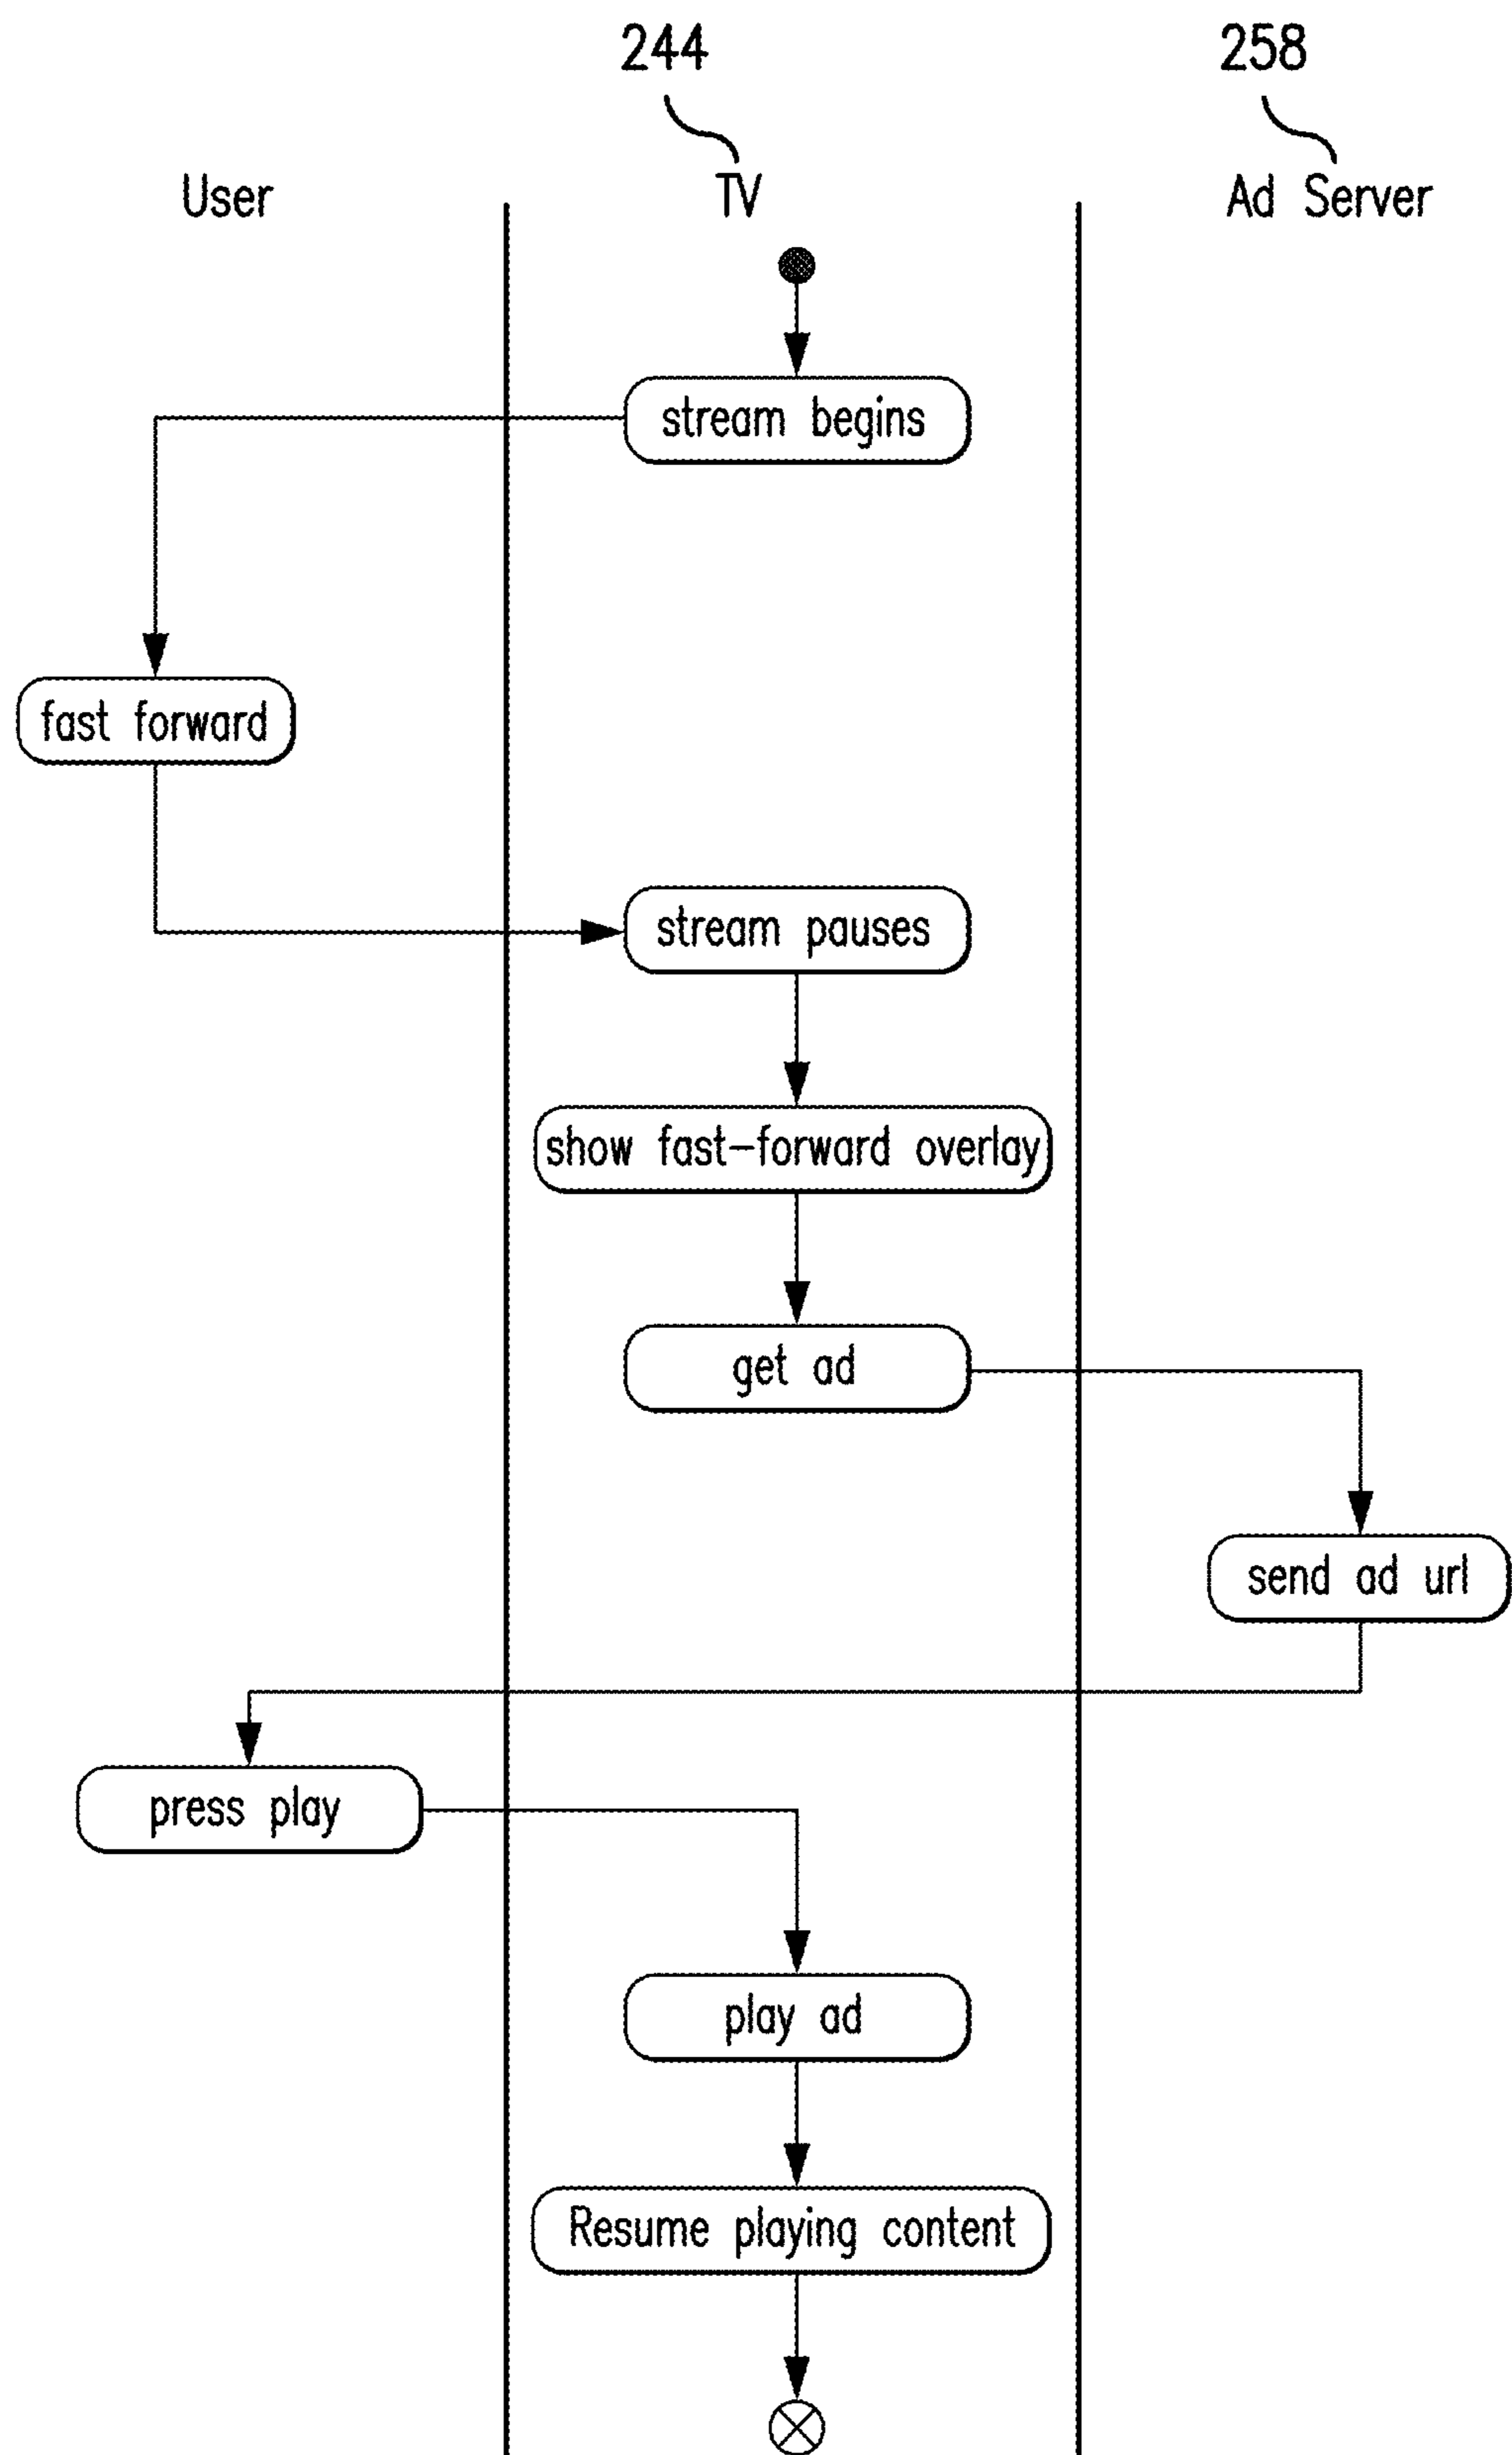 244
258
User
TV
Ad Server
stream begins
fast forward
stream pauses
show fast-forward overlay
get ad
send ad url
press play
play ad
Resume playing content